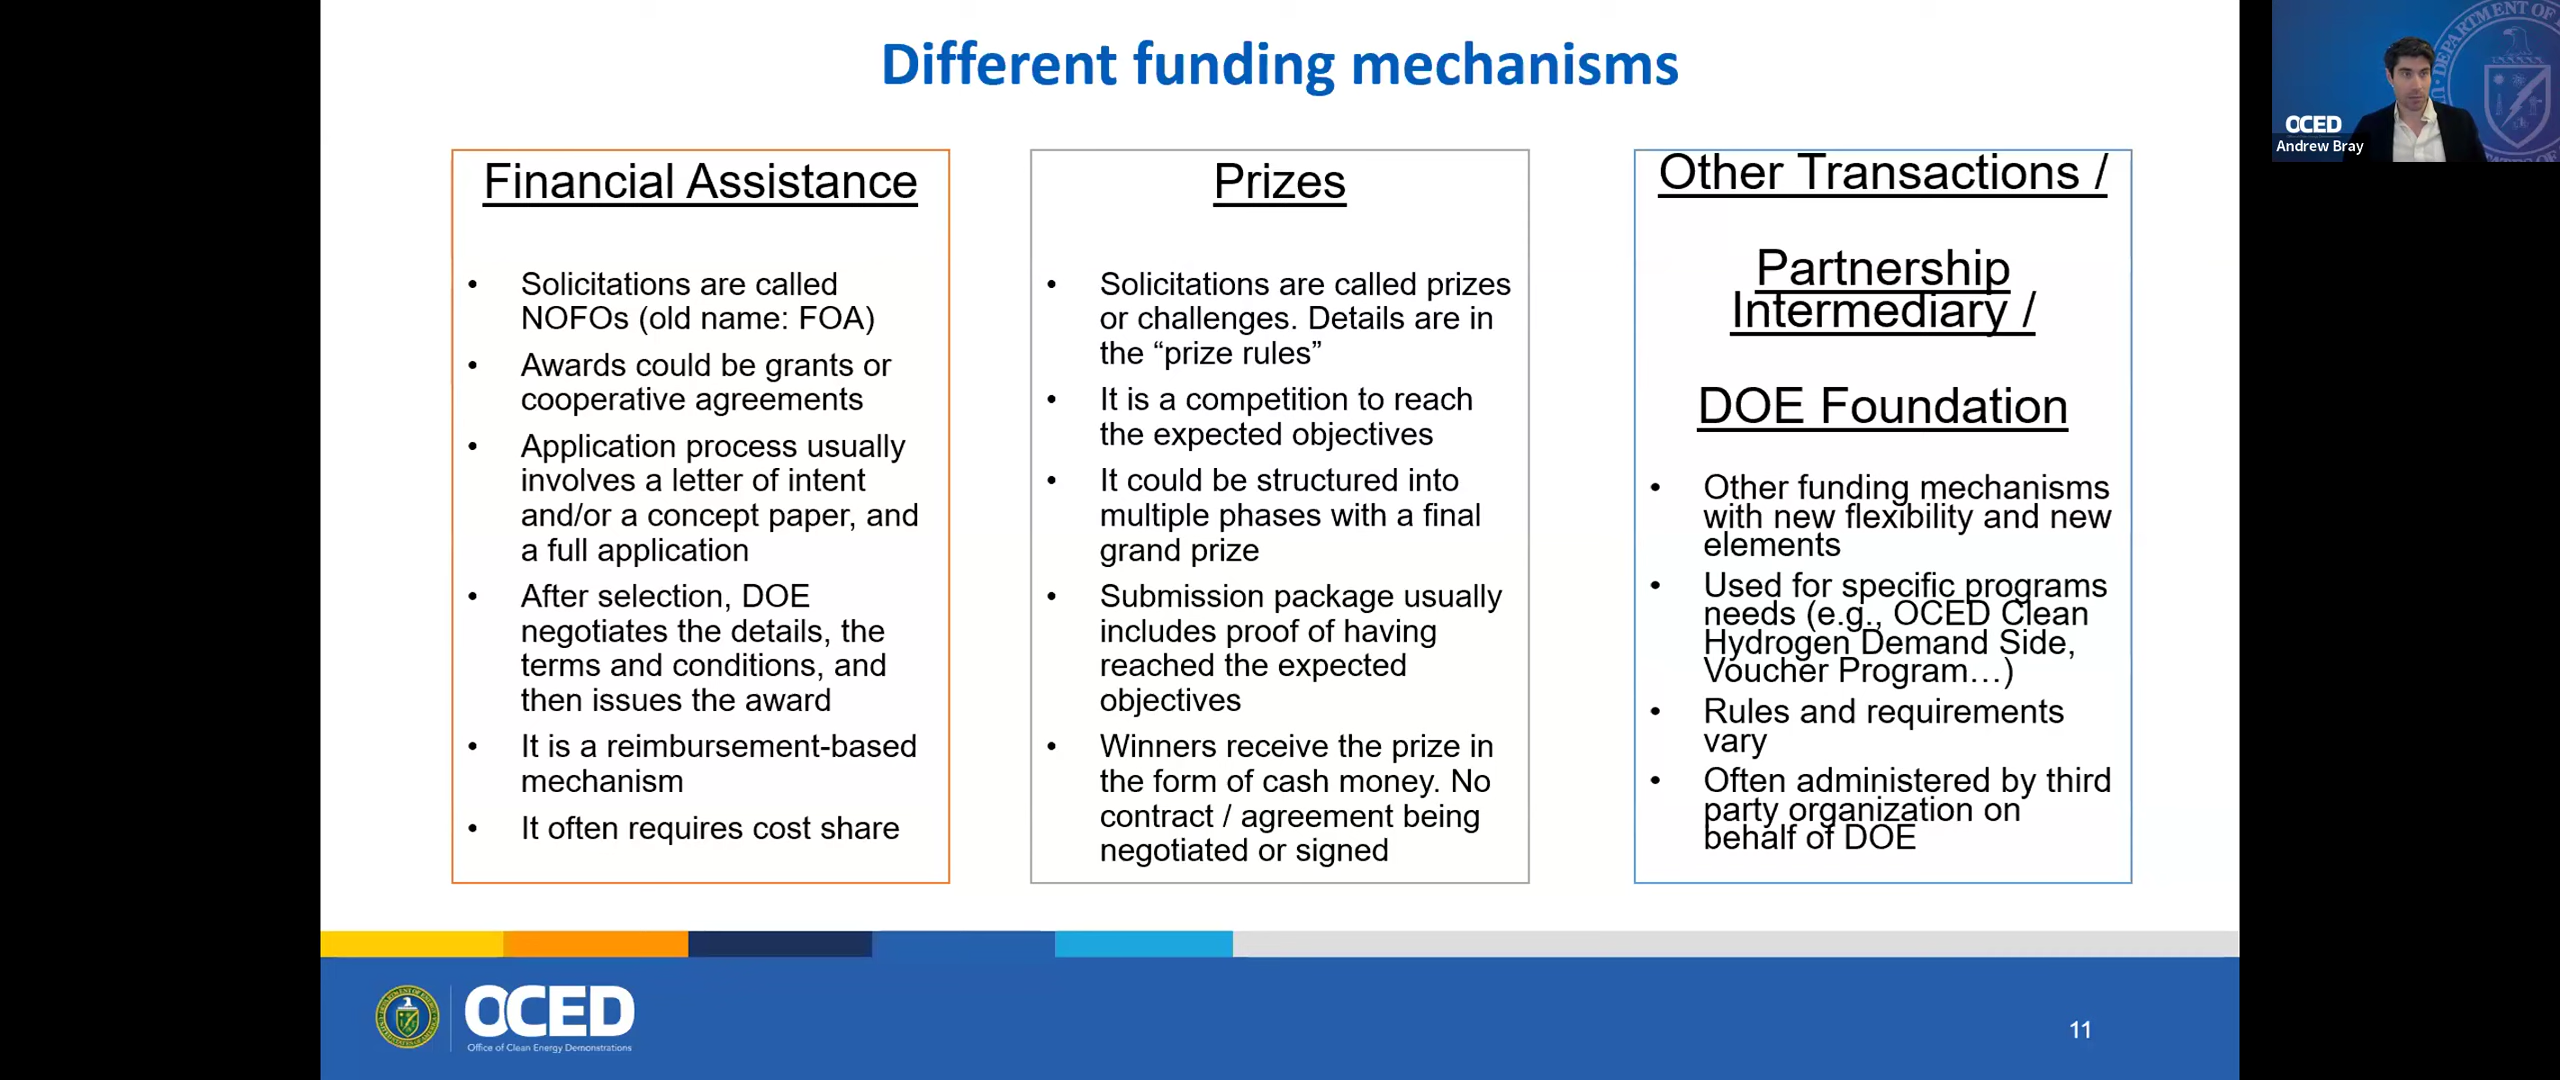 Different funding mechanisms
Financial Assistance
• Solicitations are called
NOFOs (old name: FOA)
• Awards could be grants or
cooperative agreements
• Application process usually
involves a letter of intent
and/or a concept paper, and
a full application
• After selection, DOE
negotiates the details, the
terms and conditions, and
then issues the award
• It is a reimbursement-based
mechanism
• It often requires cost share
Prizes
• Solicitations are called prizes
or challenges. Details are in
the “prize rules”
• It is a competition to reach
the expected objectives
• It could be structured into
multiple phases with a final
grand prize
• Submission package usually
includes proof of having
reached the expected
objectives
• Winners receive the prize in
the form of cash money. No
contract / agreement being
negotiated or signed
Other Transactions /
Partnership
Intermediary /
DOE Foundation
• Other funding mechanisms
with new flexibility and new
elements
• Used for specific programs
needs (e.g., OCED Clean
Hydrogen Demand Side,
Voucher Program…)
• Rules and requirements
vary
• Often administered by third
party organization on
behalf of DOE
DEPARTMENT OF
OCED
Andrew Bray
OCED
Office of Clean Energy Demonstrations
11